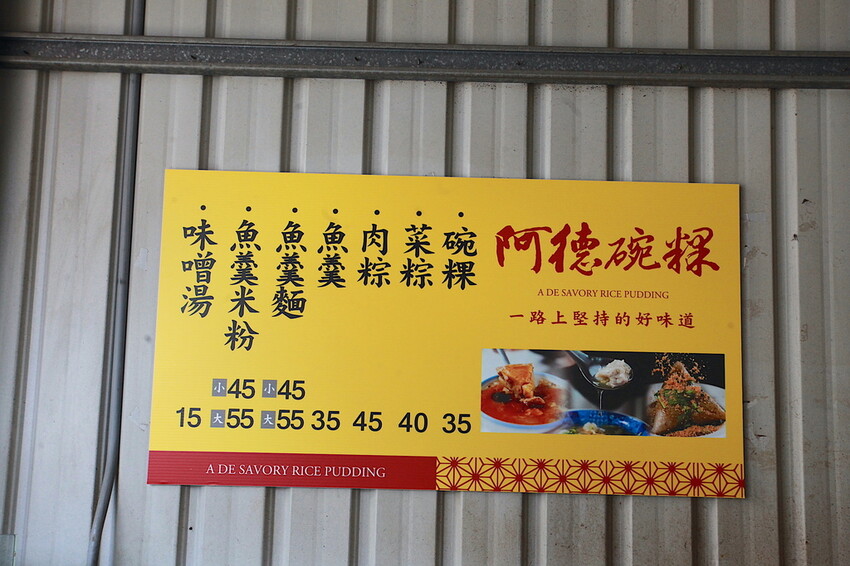 阿德碗粿
A DE SAVORY RICE PUDDING
一路上堅持的好味道
碗粿 35
菜粽 40
肉粽 45
魚羹 35
魚羹麵 小45 大55
魚羹米粉 小45 大55
味噌湯 15
A DE SAVORY RICE PUDDING